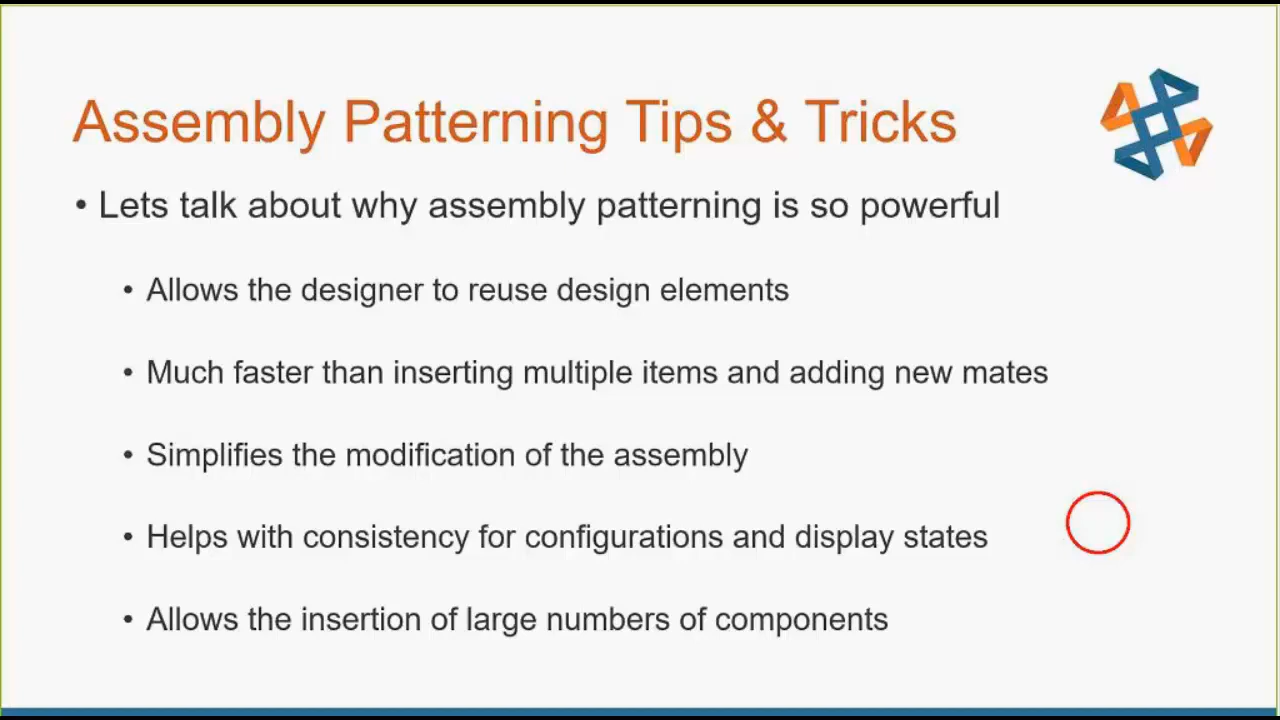 Assembly Patterning Tips & Tricks
• Lets talk about why assembly patterning is so powerful
• Allows the designer to reuse design elements
• Much faster than inserting multiple items and adding new mates
• Simplifies the modification of the assembly
• Helps with consistency for configurations and display states
• Allows the insertion of large numbers of components